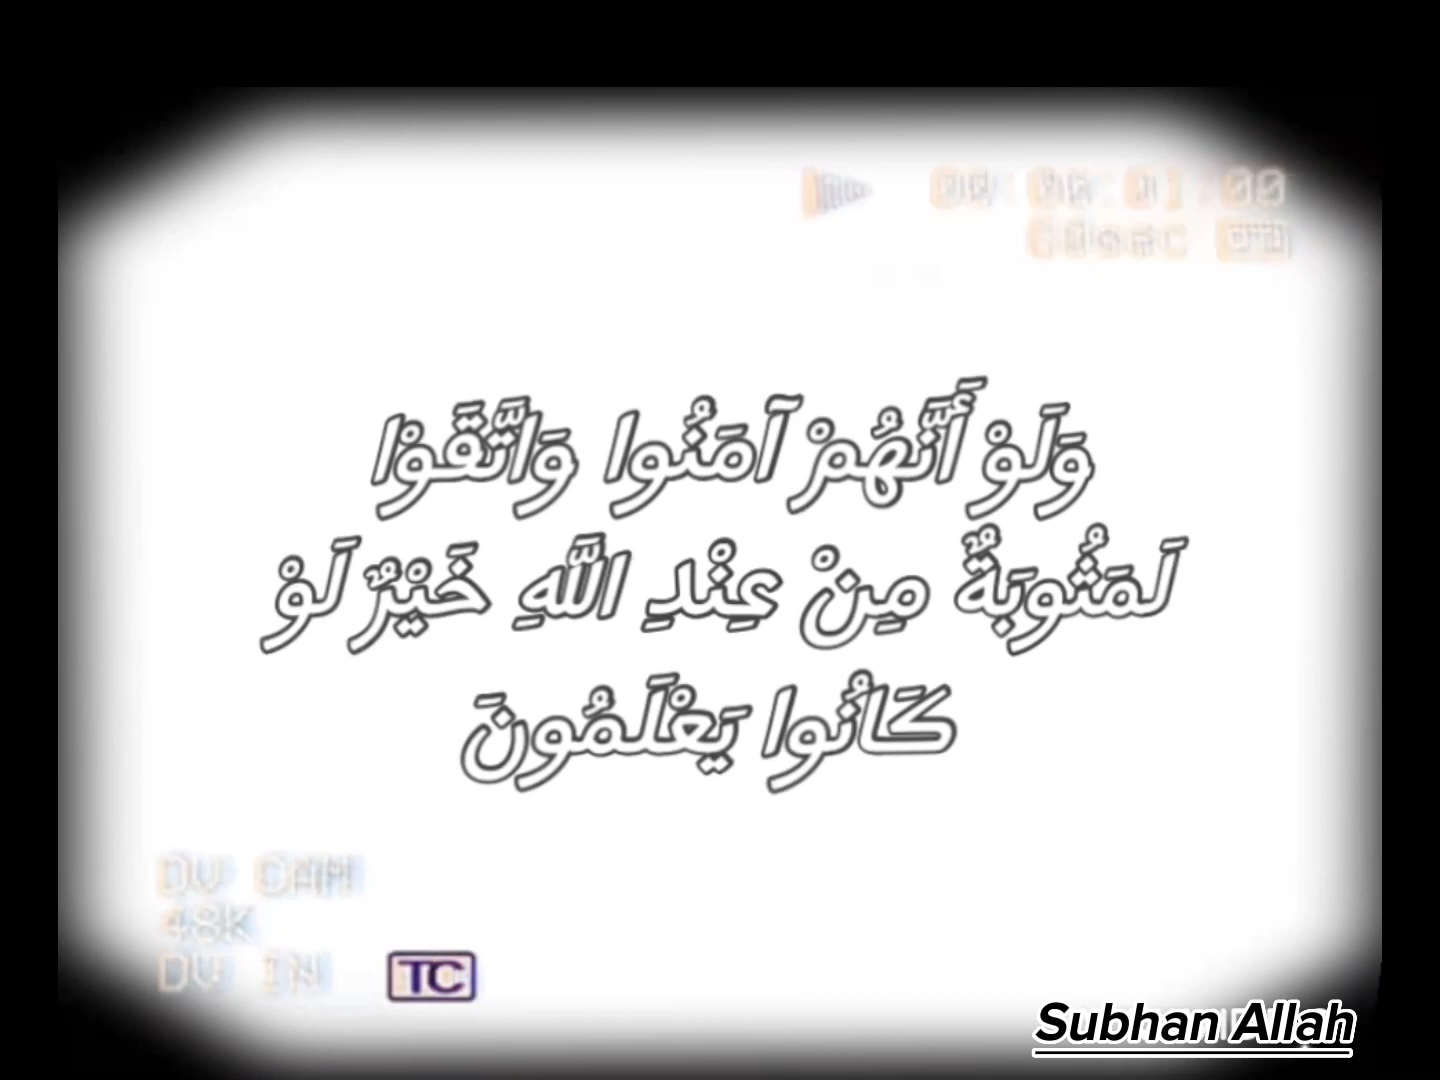 وَلَوْ أَنَّهُمْ آمَنُوا وَاتَّقَوْا
لَمَثُوبَةٌ مِنْ عِنْدِ اللَّهِ خَيْرٌ لَوْ
كَانُوا يَعْلَمُونَ
DV CAM
48K
DV IN TC
Subhan Allah